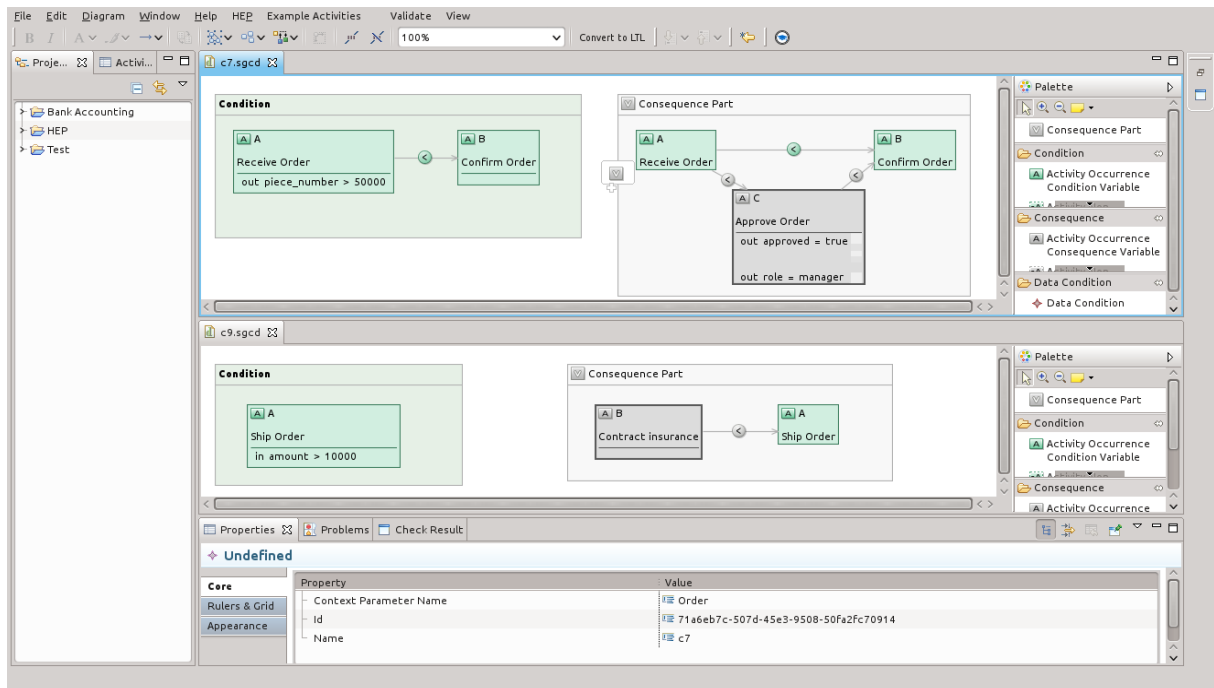 File Edit Diagram Window Help HEP Example Activities Validate View
B I A 100% Convert to LTL
Proje... Activi...
Bank Accounting
HEP
Test
c7.sgcd
Condition
A A
Receive Order
out piece_number > 50000
<
A B
Confirm Order
Consequence Part
A A
Receive Order
<
A B
Confirm Order
<
<
A C
Approve Order
out approved = true
out role = manager
Palette
Consequence Part
Condition
Activity Occurrence
Condition Variable
Consequence
Activity Occurrence
Consequence Variable
Data Condition
Data Condition
c9.sgcd
Condition
A A
Ship Order
in amount > 10000
Consequence Part
A B
Contract insurance
<
A A
Ship Order
Palette
Consequence Part
Condition
Activity Occurrence
Condition Variable
Consequence
Activity Occurrence
Properties Problems Check Result
Undefined
Core
Rulers & Grid
Appearance
Property Value
Context Parameter Name Order
Id 71a6eb7c-507d-45e3-9508-50fa2fc70914
Name c7